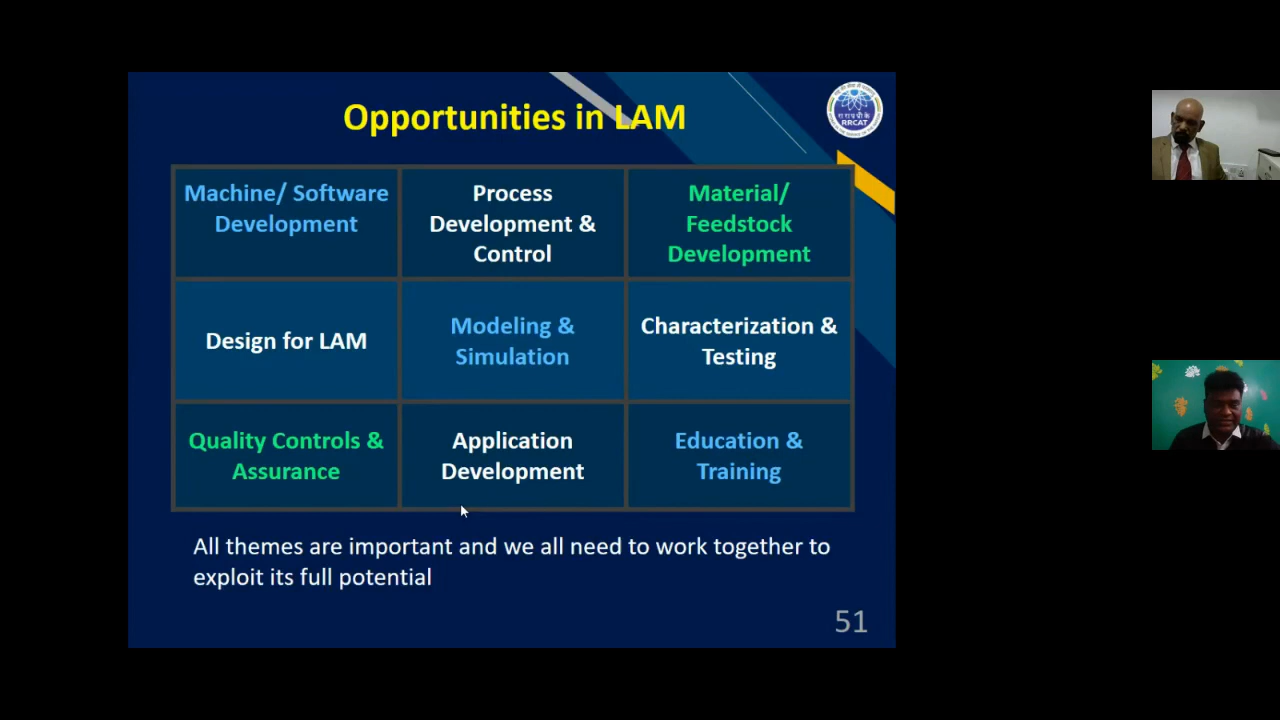 Opportunities in LAM
RRCAT
Machine/ Software
Development
Process
Development &
Control
Material/
Feedstock
Development
Design for LAM
Modeling &
Simulation
Characterization &
Testing
Quality Controls &
Assurance
Application
Development
Education &
Training
All themes are important and we all need to work together to
exploit its full potential
51